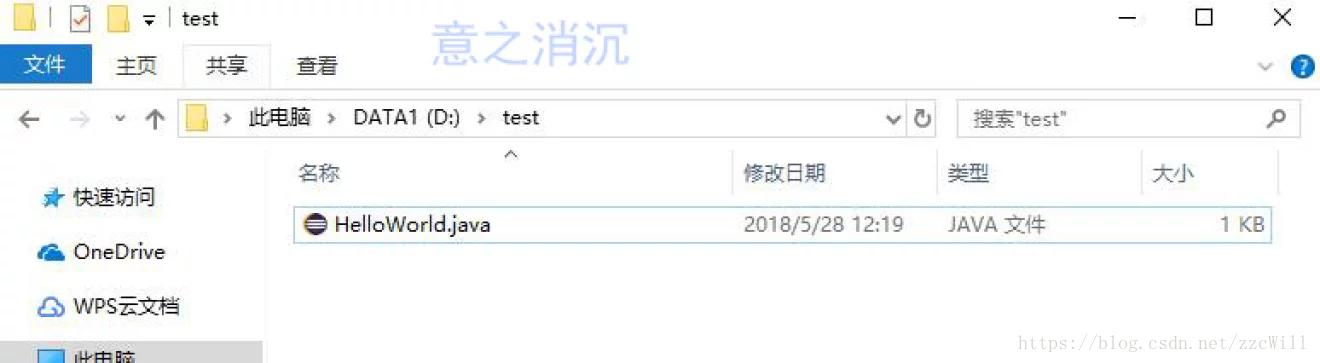 test
意之消沉
文件 主页 共享 查看
此电脑 > DATA1 (D:) > test 搜索"test"
名称 修改日期 类型 大小
快速访问
HelloWorld.java 2018/5/28 12:19 JAVA 文件 1 KB
OneDrive
WPS云文档
此电脑
https://blog.csdn.net/zzcWill